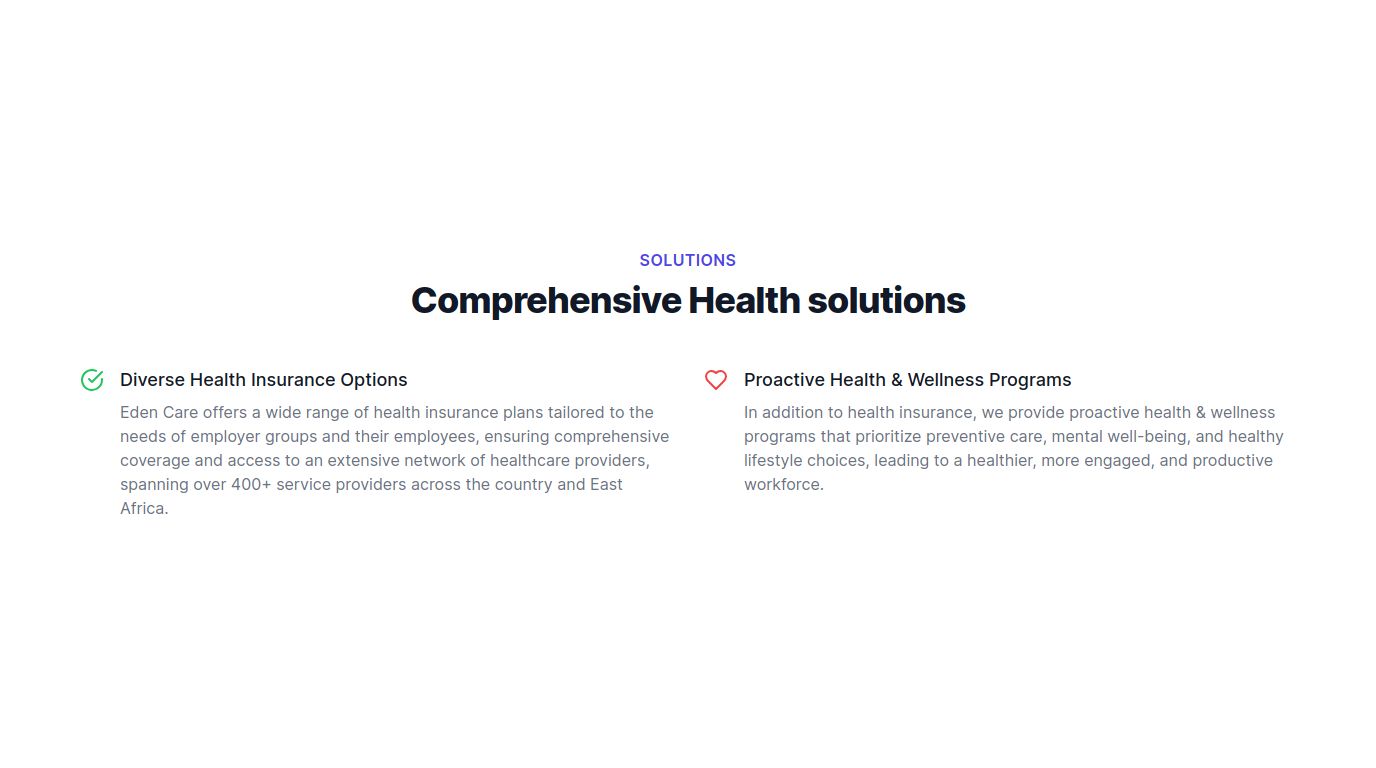 SOLUTIONS
Comprehensive Health solutions
Diverse Health Insurance Options
Eden Care offers a wide range of health insurance plans tailored to the
needs of employer groups and their employees, ensuring comprehensive
coverage and access to an extensive network of healthcare providers,
spanning over 400+ service providers across the country and East
Africa.
Proactive Health & Wellness Programs
In addition to health insurance, we provide proactive health & wellness
programs that prioritize preventive care, mental well-being, and healthy
lifestyle choices, leading to a healthier, more engaged, and productive
workforce.